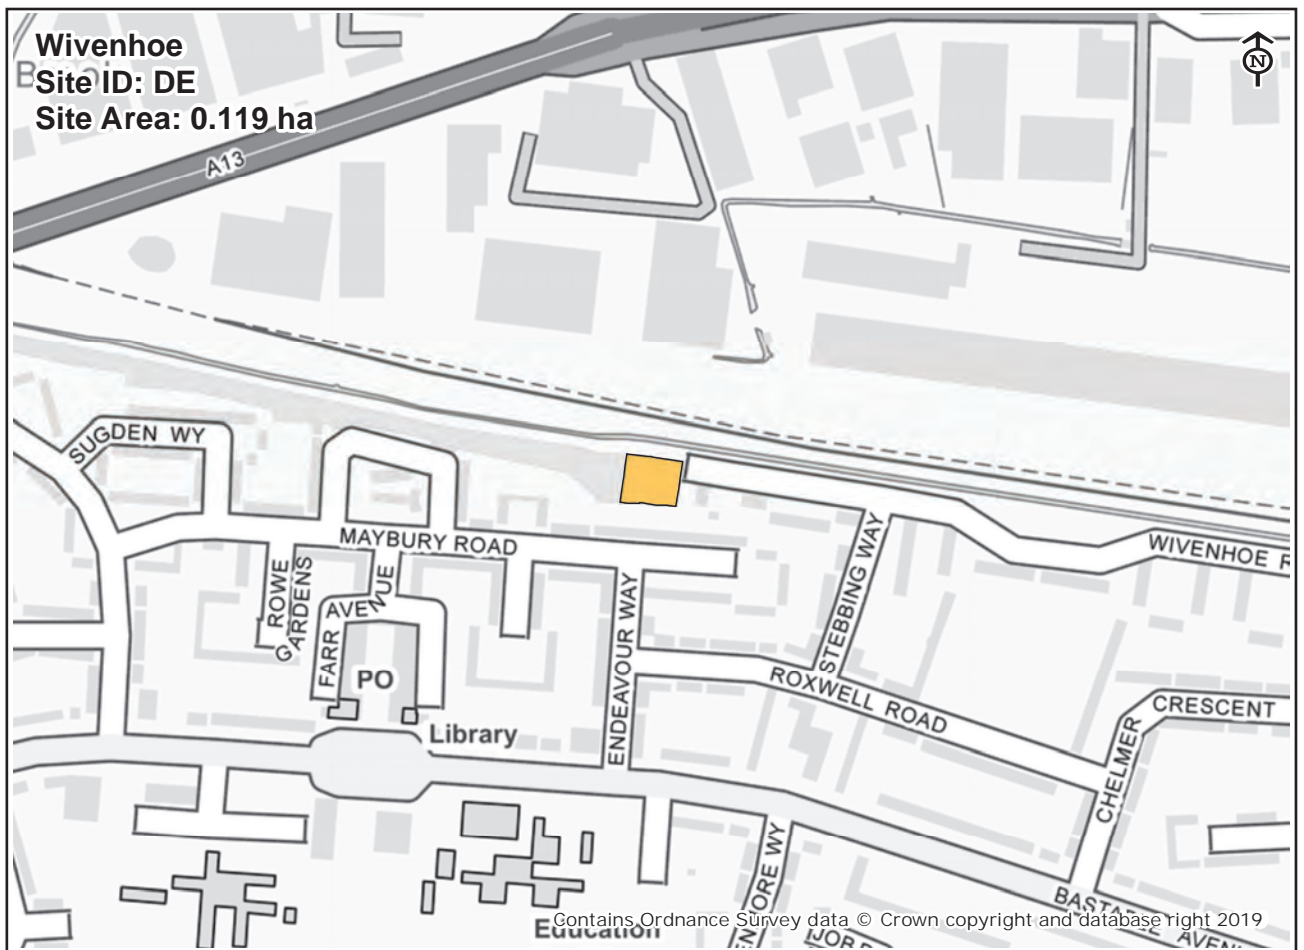 Wivenhoe
Site ID: DE
Site Area: 0.119 ha
N
A13
SUGDEN WY
MAYBURY ROAD
WIVENHOE R
ROWE
GARDENS
FARR AVENUE
ENDEAVOUR WAY
STEBBING WAY
PO
ROXWELL ROAD
CRESCENT
CHELMER
Library
Education
Contains Ordnance Survey data © Crown copyright and database right 2019